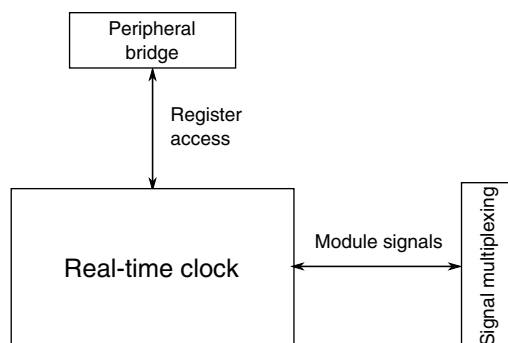 Peripheral
bridge
Register
access
Real-time clock
Module signals
Signal multiplexing